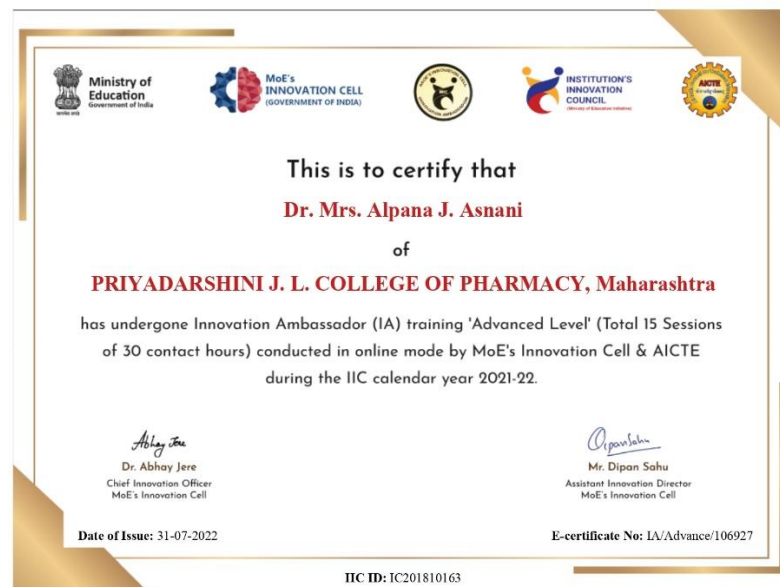 Ministry of
Education
Government of India
MoE's
INNOVATION CELL
(GOVERNMENT OF INDIA)
INSTITUTION'S
INNOVATION
COUNCIL
(Ministry of Education Initiative)
AICTE
This is to certify that
Dr. Mrs. Alpana J. Asnani
of
PRIYADARSHINI J. L. COLLEGE OF PHARMACY, Maharashtra
has undergone Innovation Ambassador (IA) training 'Advanced Level' (Total 15 Sessions
of 30 contact hours) conducted in online mode by MoE's Innovation Cell & AICTE
during the IIC calendar year 2021-22.
Abhay Jere
Dipan Sahu
Dr. Abhay Jere
Mr. Dipan Sahu
Chief Innovation Officer
Assistant Innovation Director
MoE's Innovation Cell
MoE's Innovation Cell
Date of Issue: 31-07-2022
E-certificate No: IA/Advance/106927
IIC ID: IC201810163